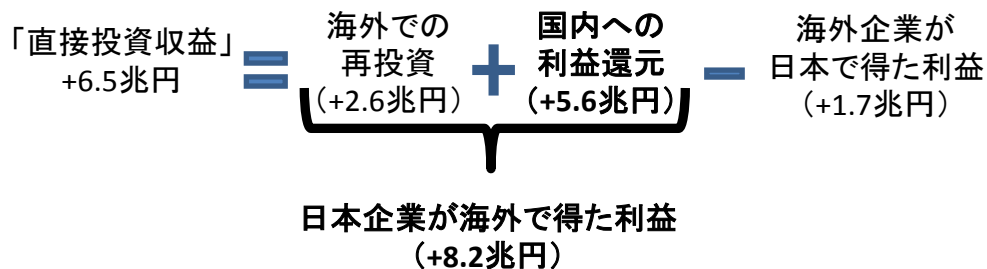 「直接投資収益」
+6.5兆円
=
海外での
再投資
(+2.6兆円)
+
国内への
利益還元
(+5.6兆円)
−
海外企業が
日本で得た利益
(+1.7兆円)
日本企業が海外で得た利益
(+8.2兆円)